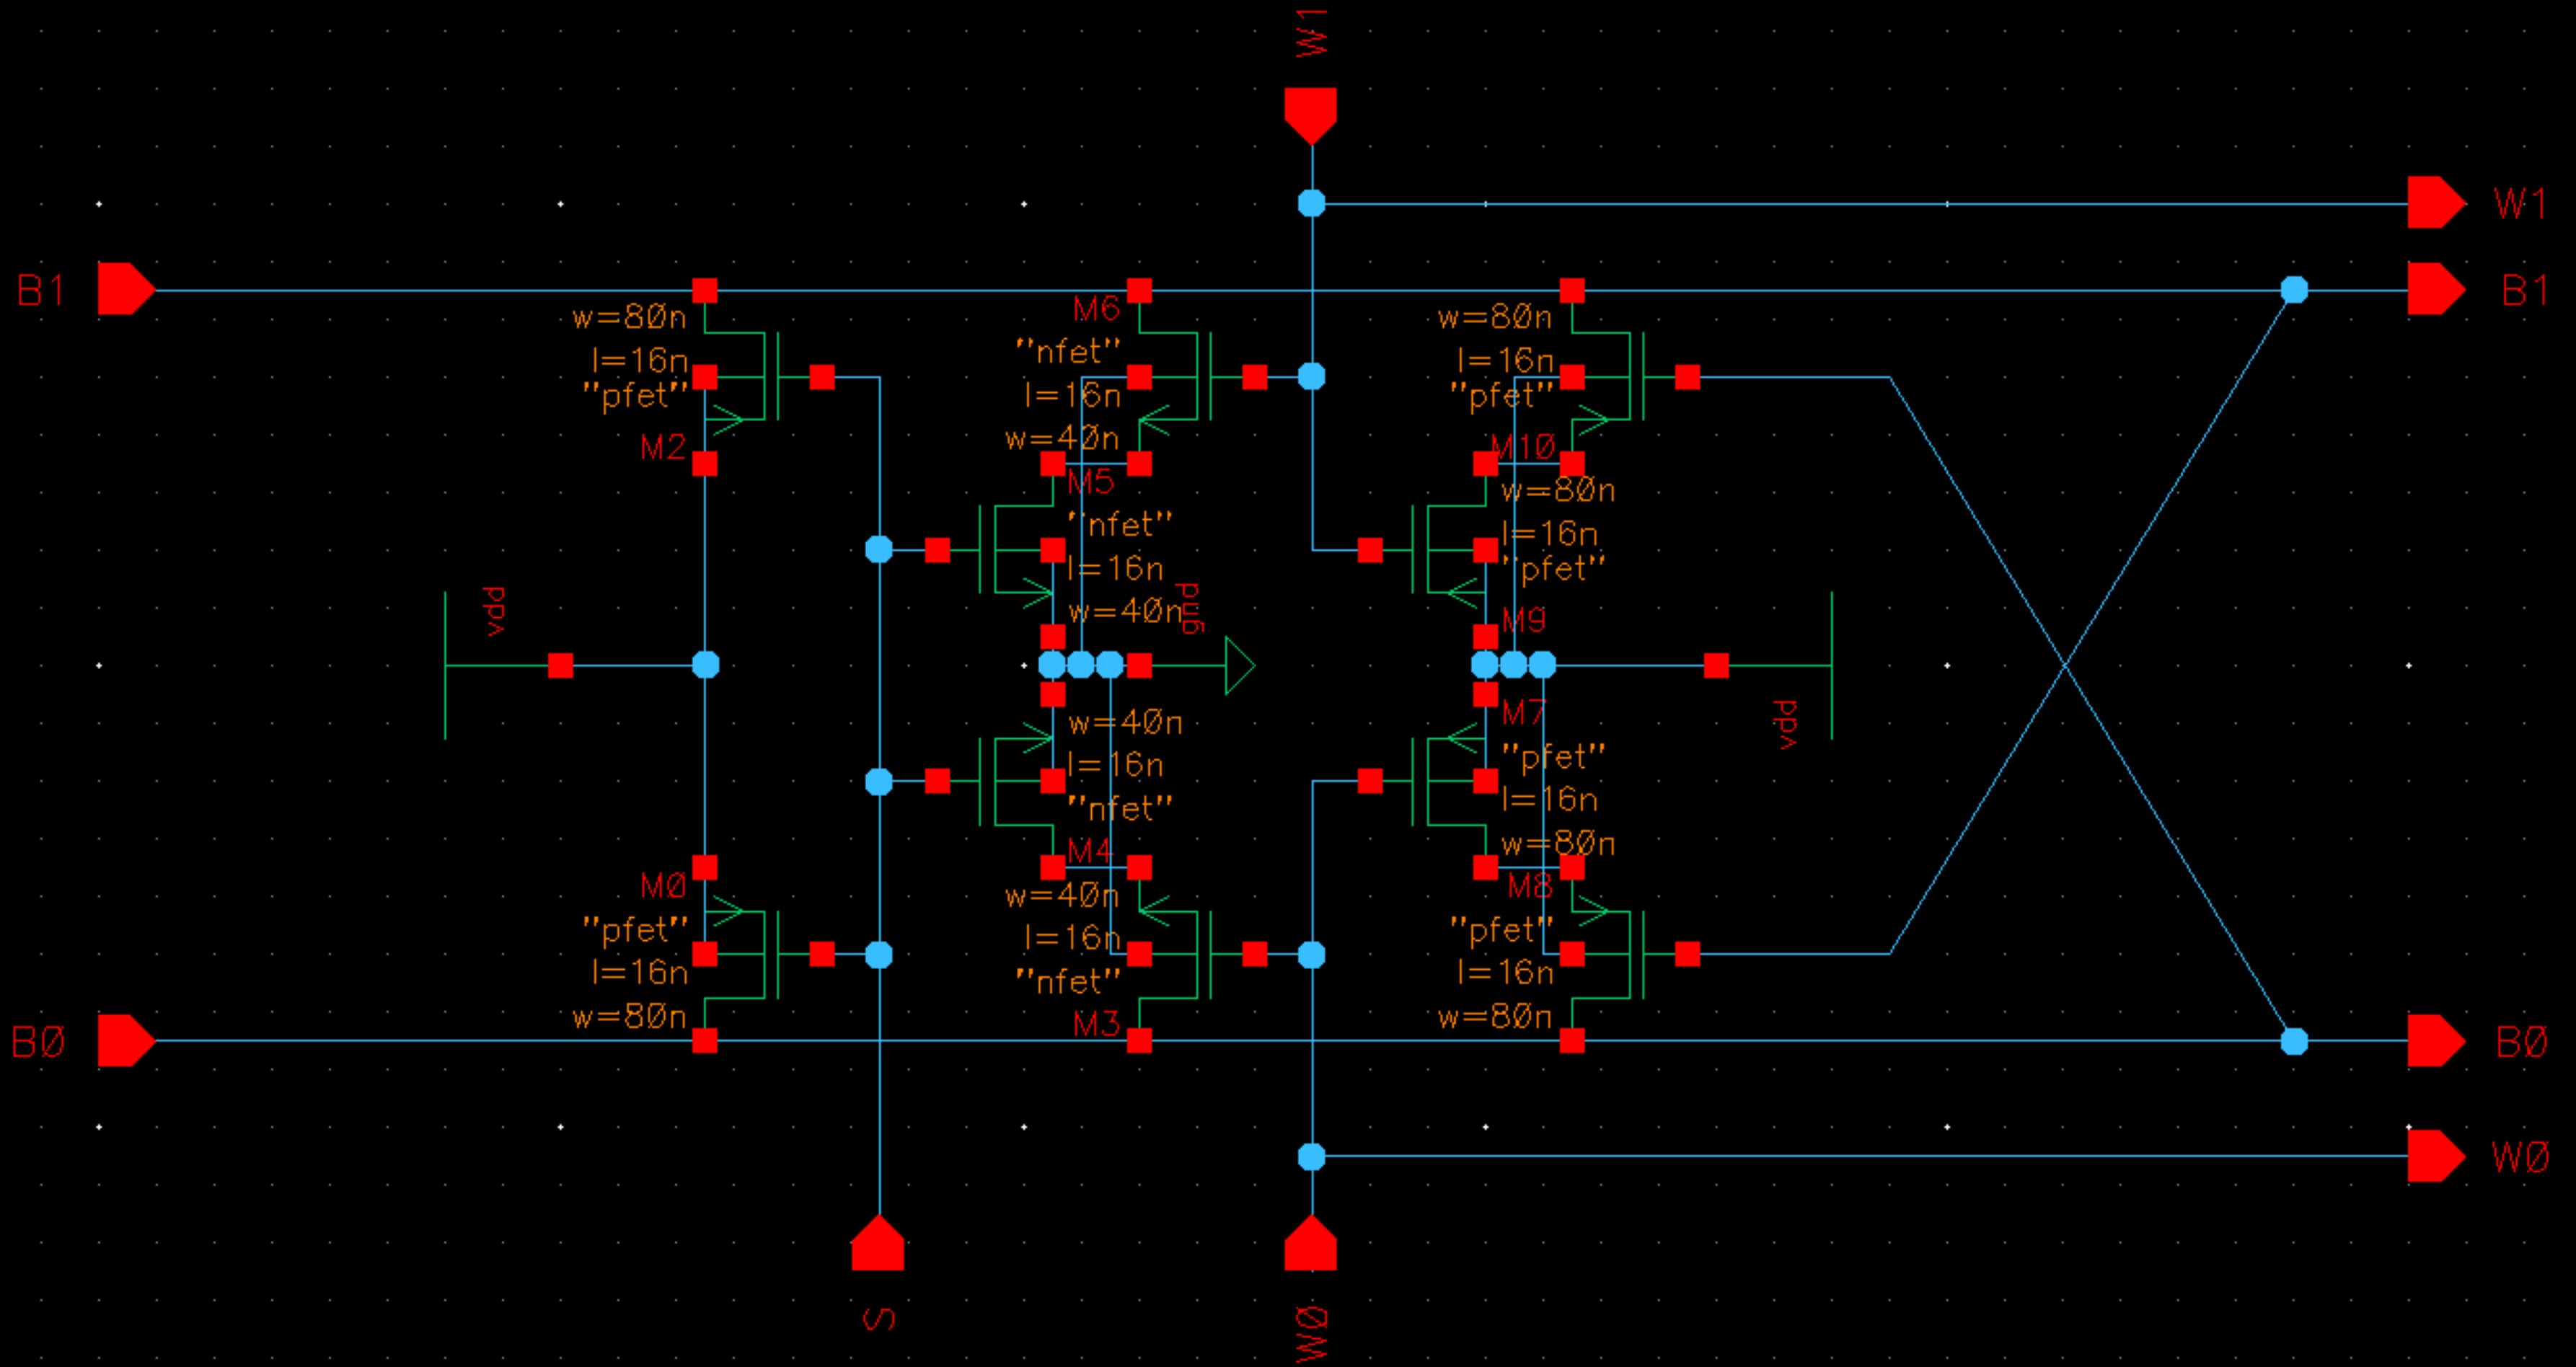 W1
W1
B1
B1
w=80n
l=16n
"pfet"
M2
M6
"nfet"
l=16n
w=40n
w=80n
l=16n
"pfet"
M10
M5
"nfet"
l=16n
w=40n
w=80n
l=16n
"pfet"
M9
vdd
gnd
vdd
w=40n
l=16n
"nfet"
M4
M7
"pfet"
l=16n
w=80n
M0
"pfet"
l=16n
w=80n
w=40n
l=16n
"nfet"
M3
M8
"pfet"
l=16n
w=80n
B0
B0
W0
S
W0